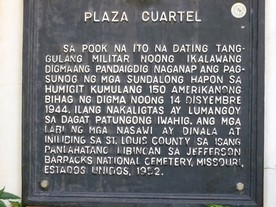 PLAZA CUARTEL
SA POOK NA ITO NA DATING TANG-
GULANG MILITAR NOONG IKALAWANG
DIGMAANG PANDAIGDIG NAGANAP ANG PAG-
SUNOG NG MGA SUNDALONG HAPON SA
HUMIGIT KUMULANG 150 AMERIKANONG
BIHAG NG DIGMA NOONG 14 DISYEMBRE
1944. ILANG NAKALIGTAS AY LUMANGOY
SA DAGAT PATUNGONG IWAHIG. ANG MGA
LABI NG MGA NASAWI AY DINALA AT
INILIBING SA ST. LOUIS COUNTY SA ISANG
PANLAHATANG LIBINGAN SA JEFFERSON
BARRACKS NATIONAL CEMETERY, MISSOURI,
ESTADOS UNIDOS, 1952.